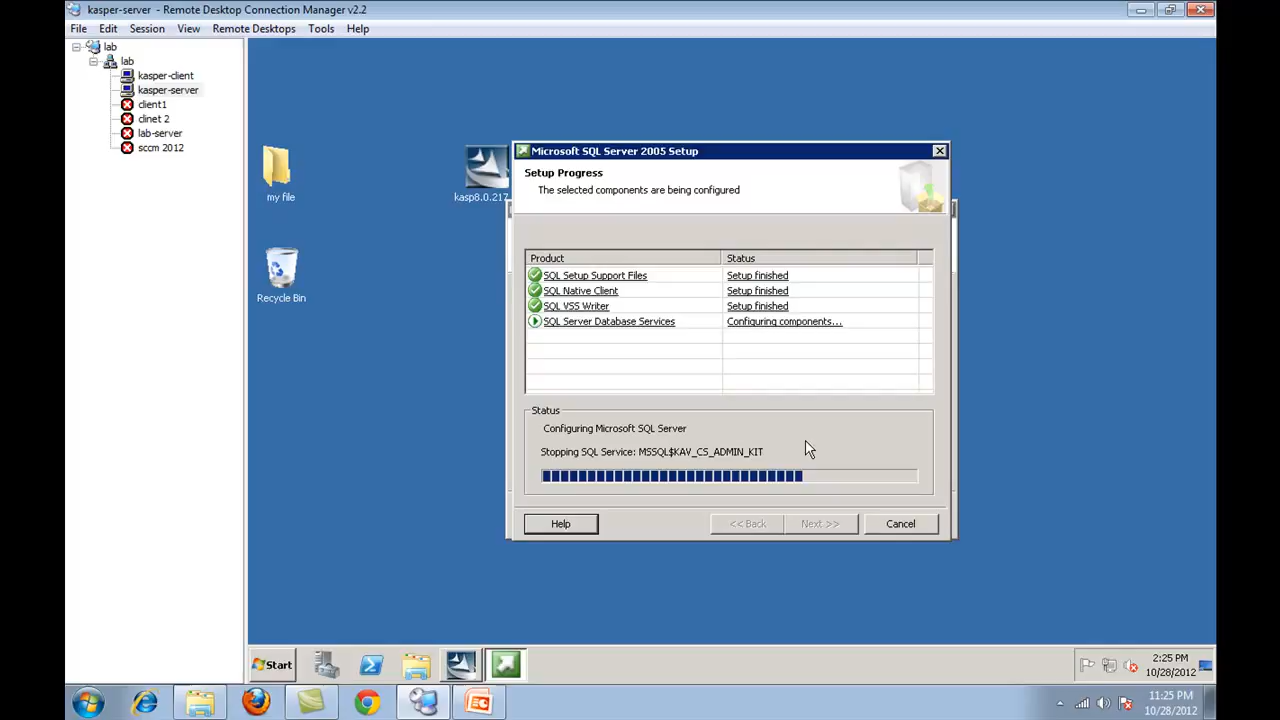 kasper-server - Remote Desktop Connection Manager v2.2
File Edit Session View Remote Desktops Tools Help
lab
lab
kasper-client
kasper-server
client1
clinet 2
lab-server
sccm 2012
my file
kasp8.0.217
Recycle Bin
Microsoft SQL Server 2005 Setup
Setup Progress
The selected components are being configured
Product Status
SQL Setup Support Files Setup finished
SQL Native Client Setup finished
SQL VSS Writer Setup finished
SQL Server Database Services Configuring components...
Status
Configuring Microsoft SQL Server
Stopping SQL Service: MSSQL$KAV_CS_ADMIN_KIT
Help << Back Next >> Cancel
Start
2:25 PM
10/28/2012
11:25 PM
10/28/2012